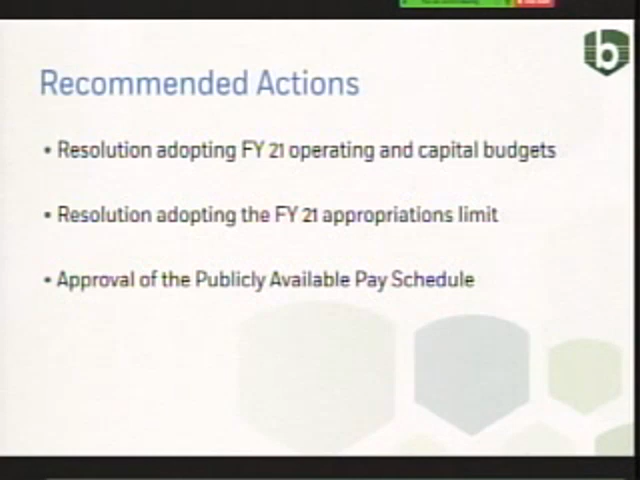 b
Recommended Actions
• Resolution adopting FY 21 operating and capital budgets
• Resolution adopting the FY 21 appropriations limit
• Approval of the Publicly Available Pay Schedule